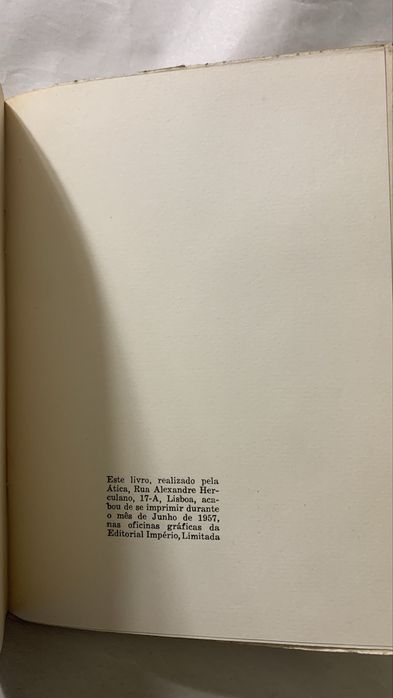 Este livro, realizado pela
Ática, Rua Alexandre Her-
culano, 17-A, Lisboa, aca-
bou de se imprimir durante
o mês de Junho de 1957,
nas oficinas gráficas da
Editorial Império, Limitada